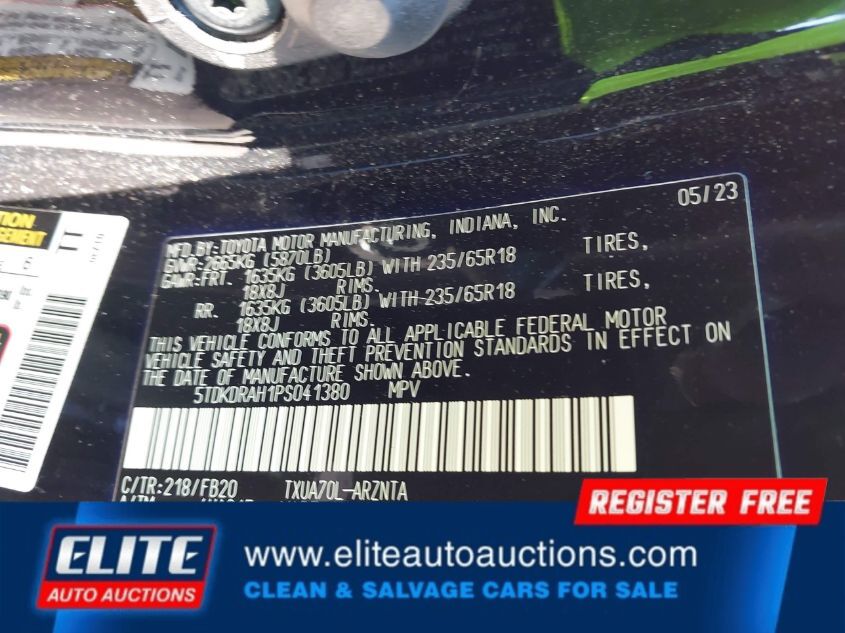 05/23
MFD.BY:TOYOTA MOTOR MANUFACTURING, INDIANA, INC.
GVWR:2665KG (5870LB)
GAWR:FRT. 1635KG (3605LB) WITH 235/65R18 TIRES,
18X8J RIMS.
RR. 1635KG (3605LB) WITH 235/65R18 TIRES,
18X8J RIMS.
THIS VEHICLE CONFORMS TO ALL APPLICABLE FEDERAL MOTOR
VEHICLE SAFETY AND THEFT PREVENTION STANDARDS IN EFFECT ON
THE DATE OF MANUFACTURE SHOWN ABOVE.
5TDKDRAH1PS041380 MPV
C/TR:218/FB20 TXUA70L-ARZNTA
REGISTER FREE
ELITE
AUTO AUCTIONS
www.eliteautoauctions.com
CLEAN & SALVAGE CARS FOR SALE